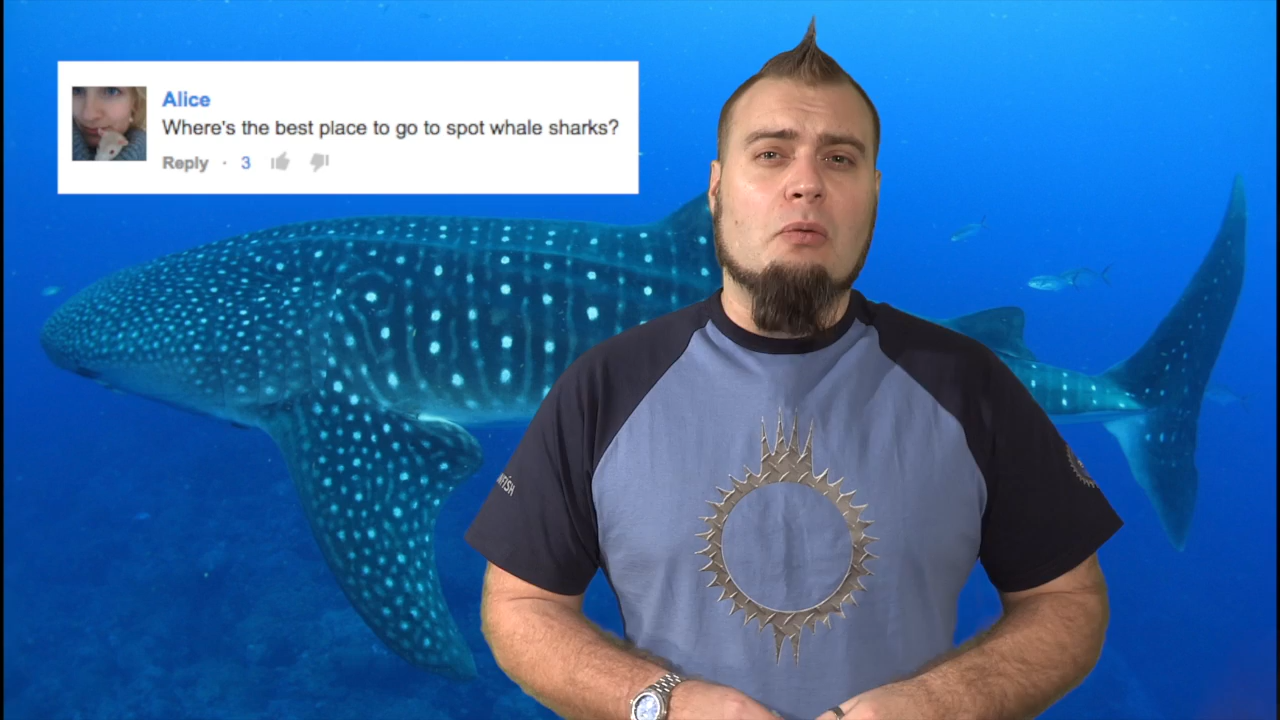 Alice
Where's the best place to go to spot whale sharks?
Reply · 3